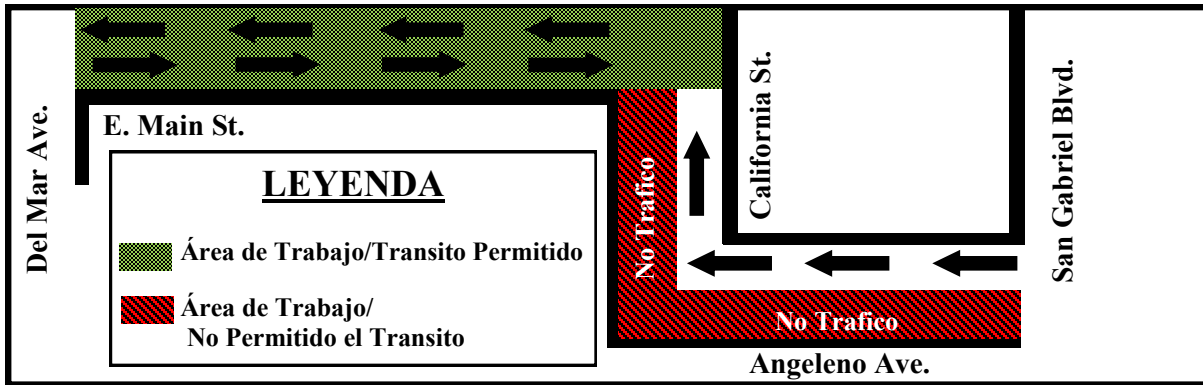 Del Mar Ave.
E. Main St.
LEYENDA
Área de Trabajo/Transito Permitido
Área de Trabajo/
No Permitido el Transito
No Trafico
California St.
San Gabriel Blvd.
No Trafico
Angeleno Ave.